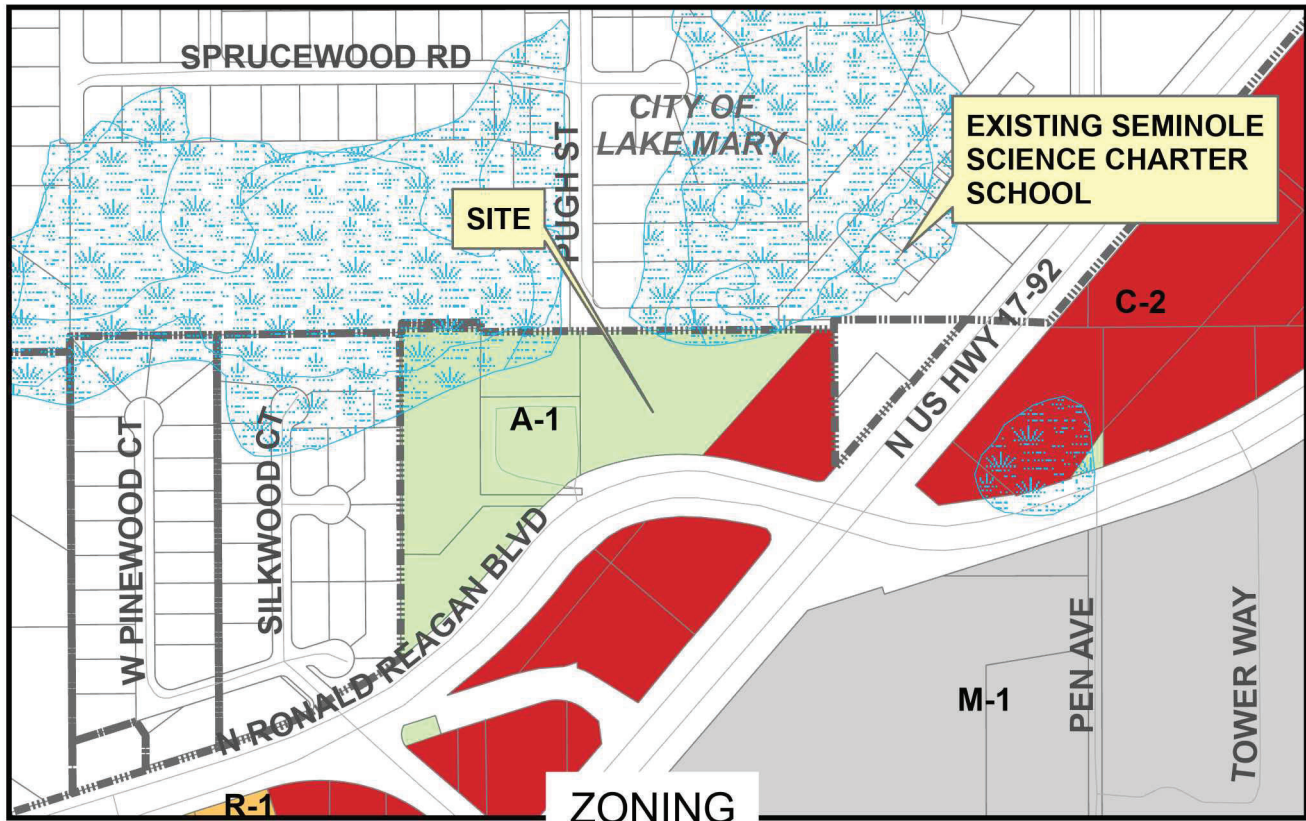 SPRUCEWOOD RD
CITY OF
LAKE MARY
EXISTING SEMINOLE
SCIENCE CHARTER
SCHOOL
SITE
PUGH ST
N US HWY 17-92
C-2
A-1
W PINEWOOD CT
SILKWOOD CT
N RONALD REAGAN BLVD
M-1
PEN AVE
TOWER WAY
R-1
ZONING